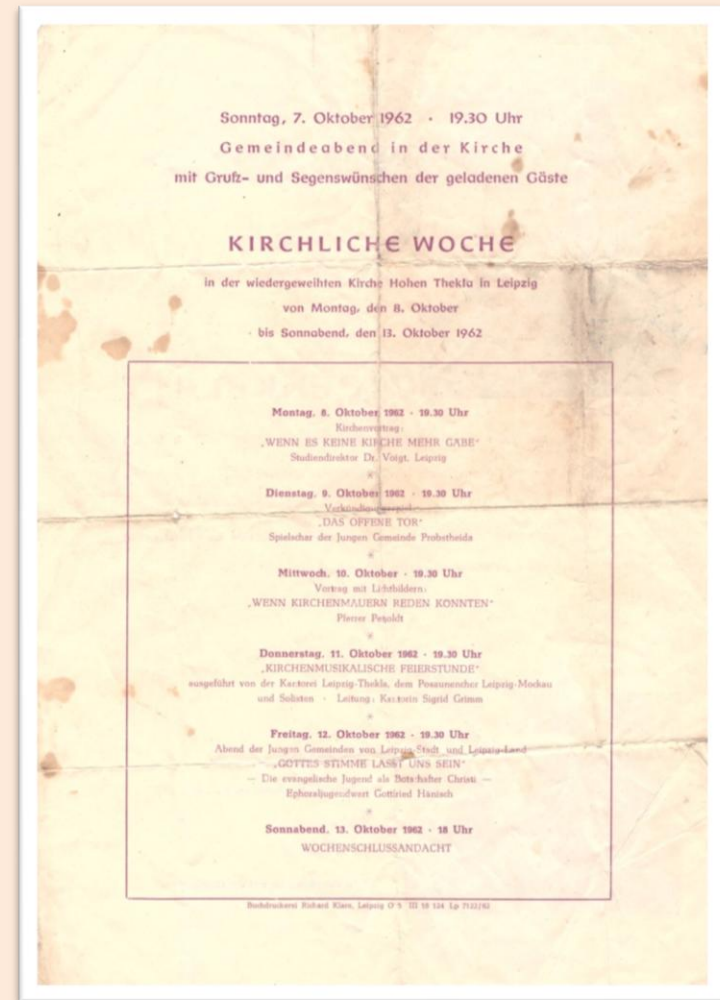 Sonntag, 7. Oktober 1962 · 19.30 Uhr
Gemeindeabend in der Kirche
mit Gruß- und Segenswünschen der geladenen Gäste
KIRCHLICHE WOCHE
in der wiedergeweihten Kirche Hohen Thekla in Leipzig
von Montag, den 8. Oktober
bis Sonnabend, den 13. Oktober 1962
Montag, 8. Oktober 1962 · 19.30 Uhr
Kirchenvortrag:
„WENN ES KEINE KIRCHE MEHR GÄBE"
Studiendirektor Dr. Voigt, Leipzig
Dienstag, 9. Oktober 1962 · 19.30 Uhr
„DAS OFFENE TOR"
Spielschar der Jungen Gemeinde Probstheida
Mittwoch, 10. Oktober · 19.30 Uhr
Vortrag mit Lichtbildern:
„WENN KIRCHENMAUERN REDEN KÖNNTEN"
Pfarrer Petzoldt
Donnerstag, 11. Oktober 1962 · 19.30 Uhr
„KIRCHENMUSIKALISCHE FEIERSTUNDE"
ausgeführt von der Kantorei Leipzig-Thekla, dem Posaunenchor Leipzig-Mockau
und Solisten · Leitung: Kantorin Sigrid Grimm
Freitag, 12. Oktober 1962 · 19.30 Uhr
Abend der Jungen Gemeinden von Leipzig-Stadt und Leipzig-Land
„GOTTES STIMME LASST UNS SEIN"
— Die evangelische Jugend als Botschafter Christi —
Ephoraljugendwart Gottfried Hänisch
Sonnabend, 13. Oktober 1962 · 18 Uhr
WOCHENSCHLUSSANDACHT
Buchdruckerei Richard Leipzig O 5 III 18 124 Lp